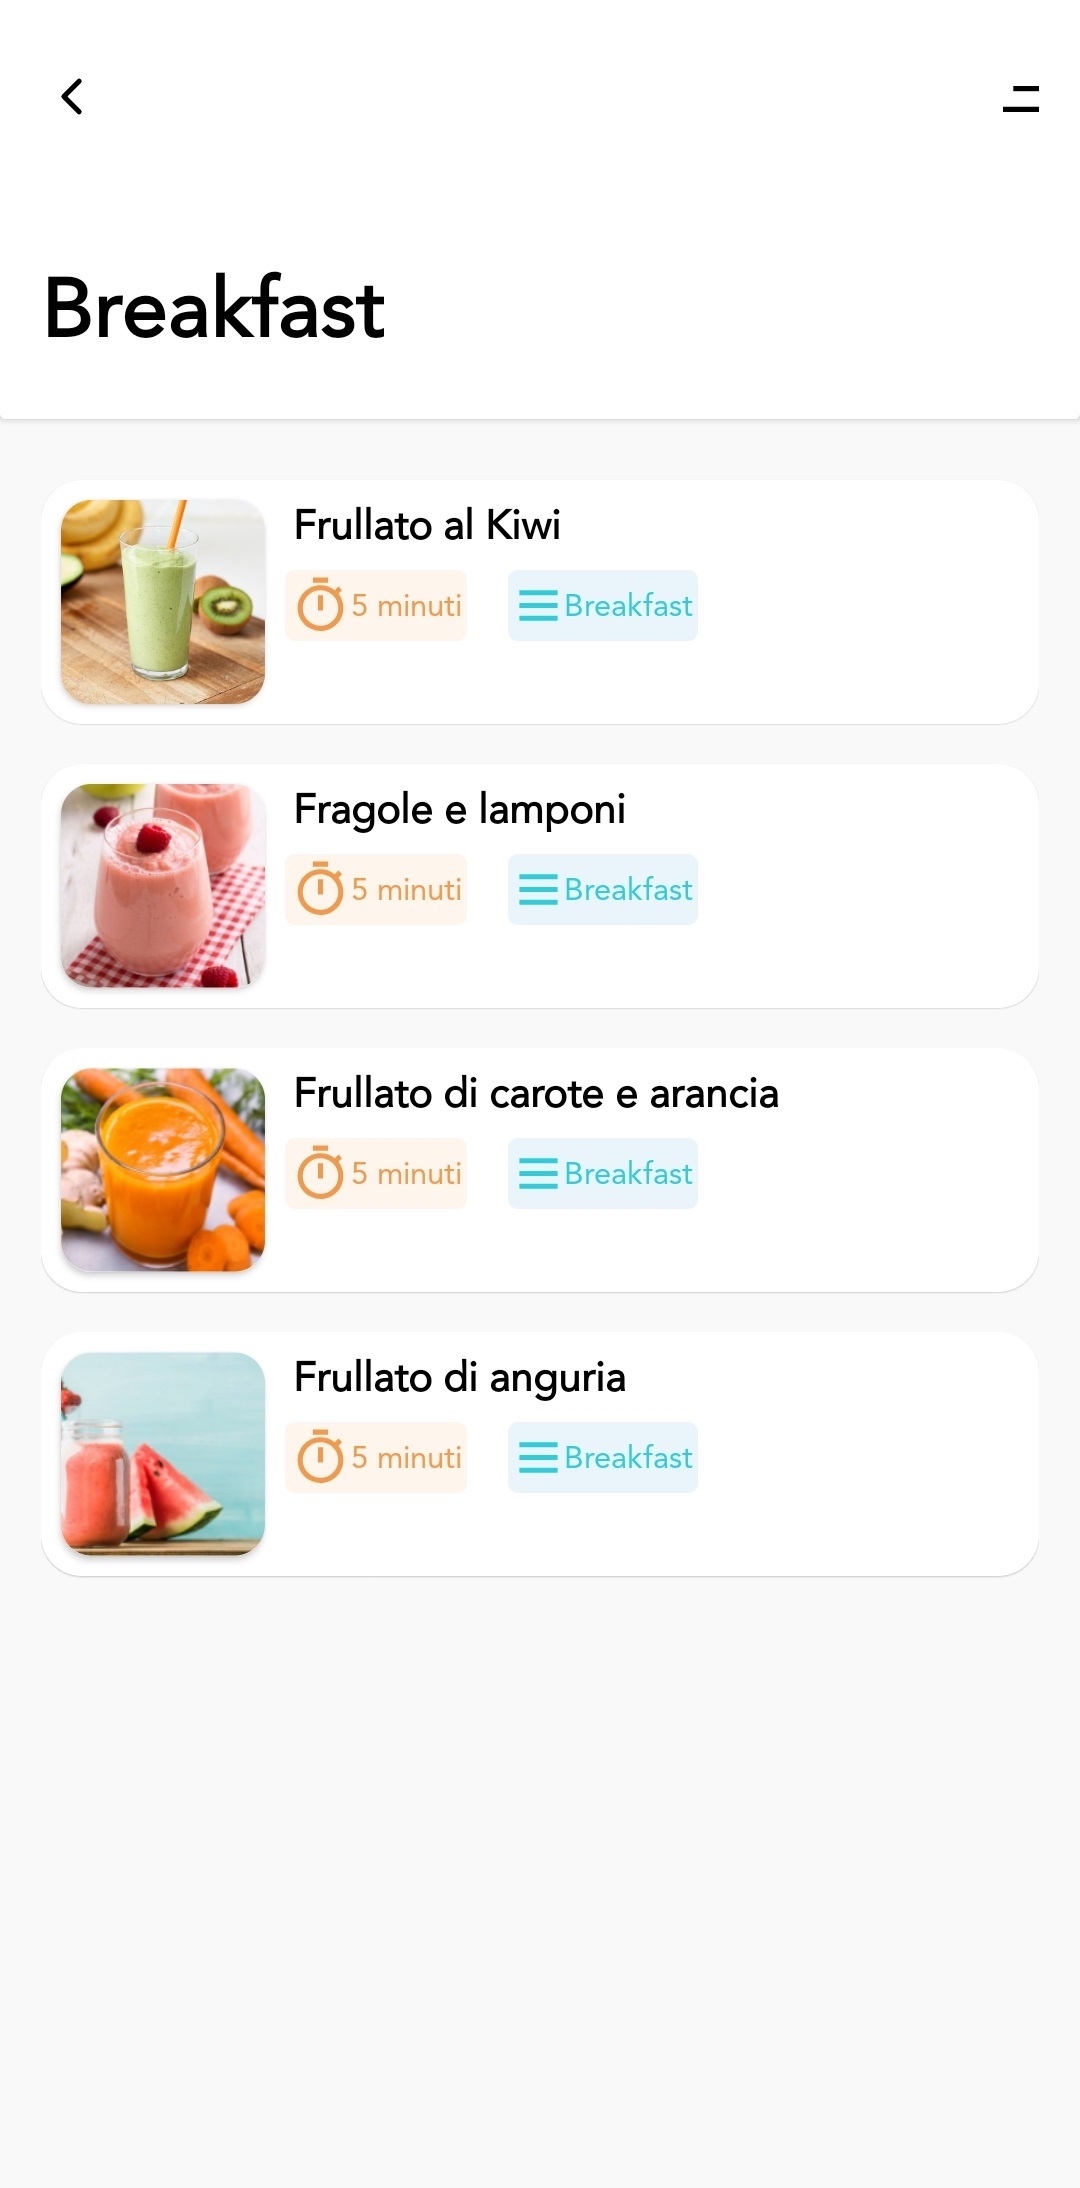 Breakfast
Frullato al Kiwi
5 minuti Breakfast
Fragole e lamponi
5 minuti Breakfast
Frullato di carote e arancia
5 minuti Breakfast
Frullato di anguria
5 minuti Breakfast